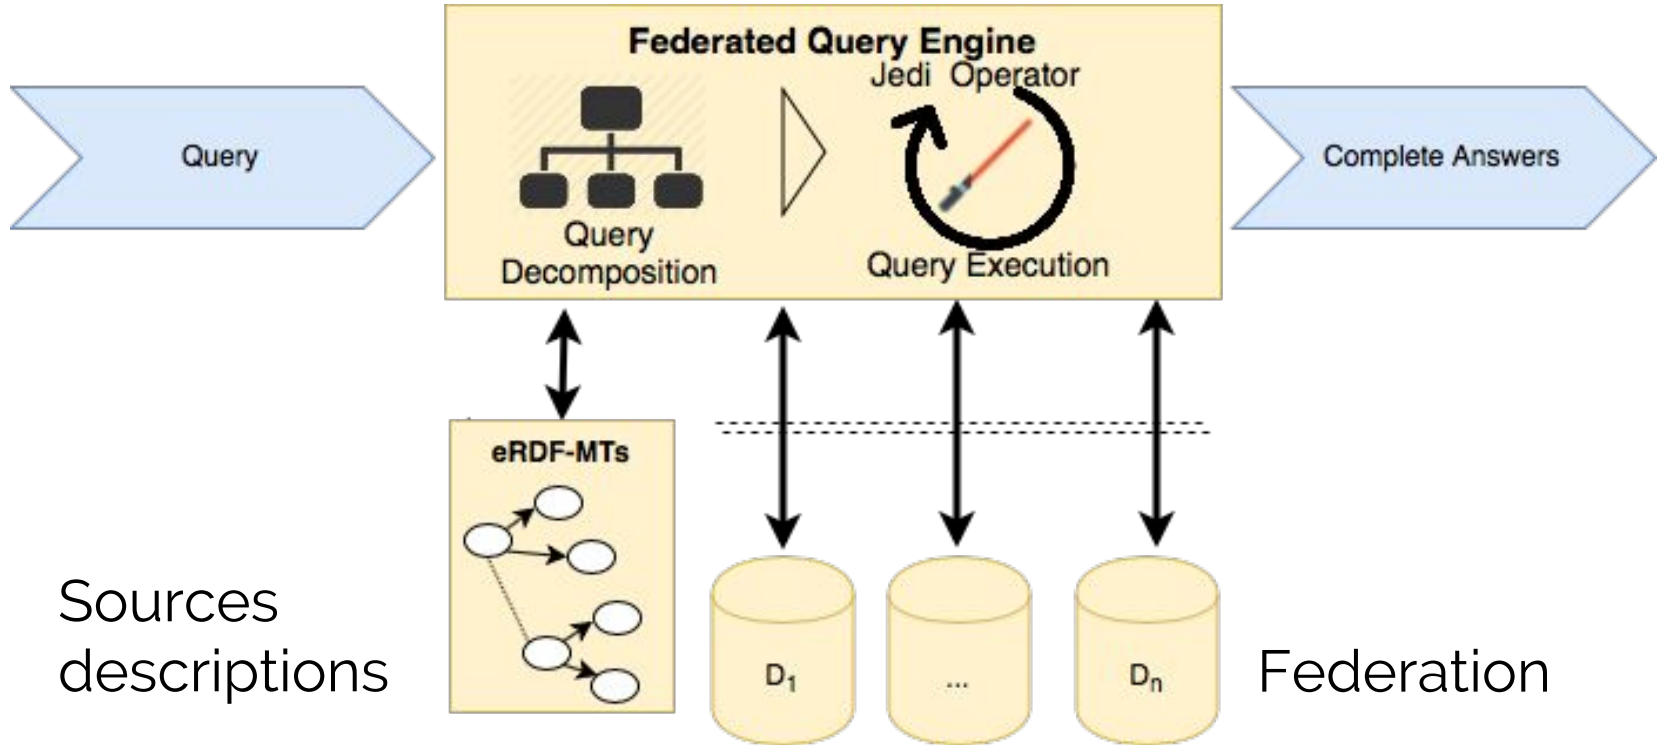 Federated Query Engine
Jedi Operator
Query
Complete Answers
Query
Decomposition
Query Execution
eRDF-MTs
Sources
descriptions
D₁
...
Dₙ
Federation